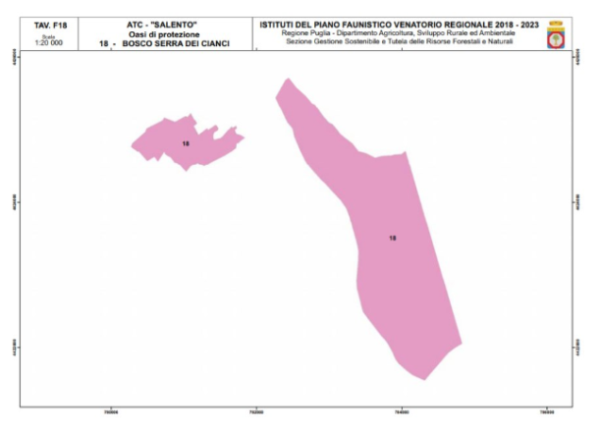 TAV. F18
Scala
1:20 000
ATC - "SALENTO"
Oasi di protezione
18 - BOSCO SERRA DEI CIANCI
ISTITUTI DEL PIANO FAUNISTICO VENATORIO REGIONALE 2018 - 2023
Regione Puglia - Dipartimento Agricoltura, Sviluppo Rurale ed Ambientale
Sezione Gestione Sostenibile e Tutela delle Risorse Forestali e Naturali
18
18